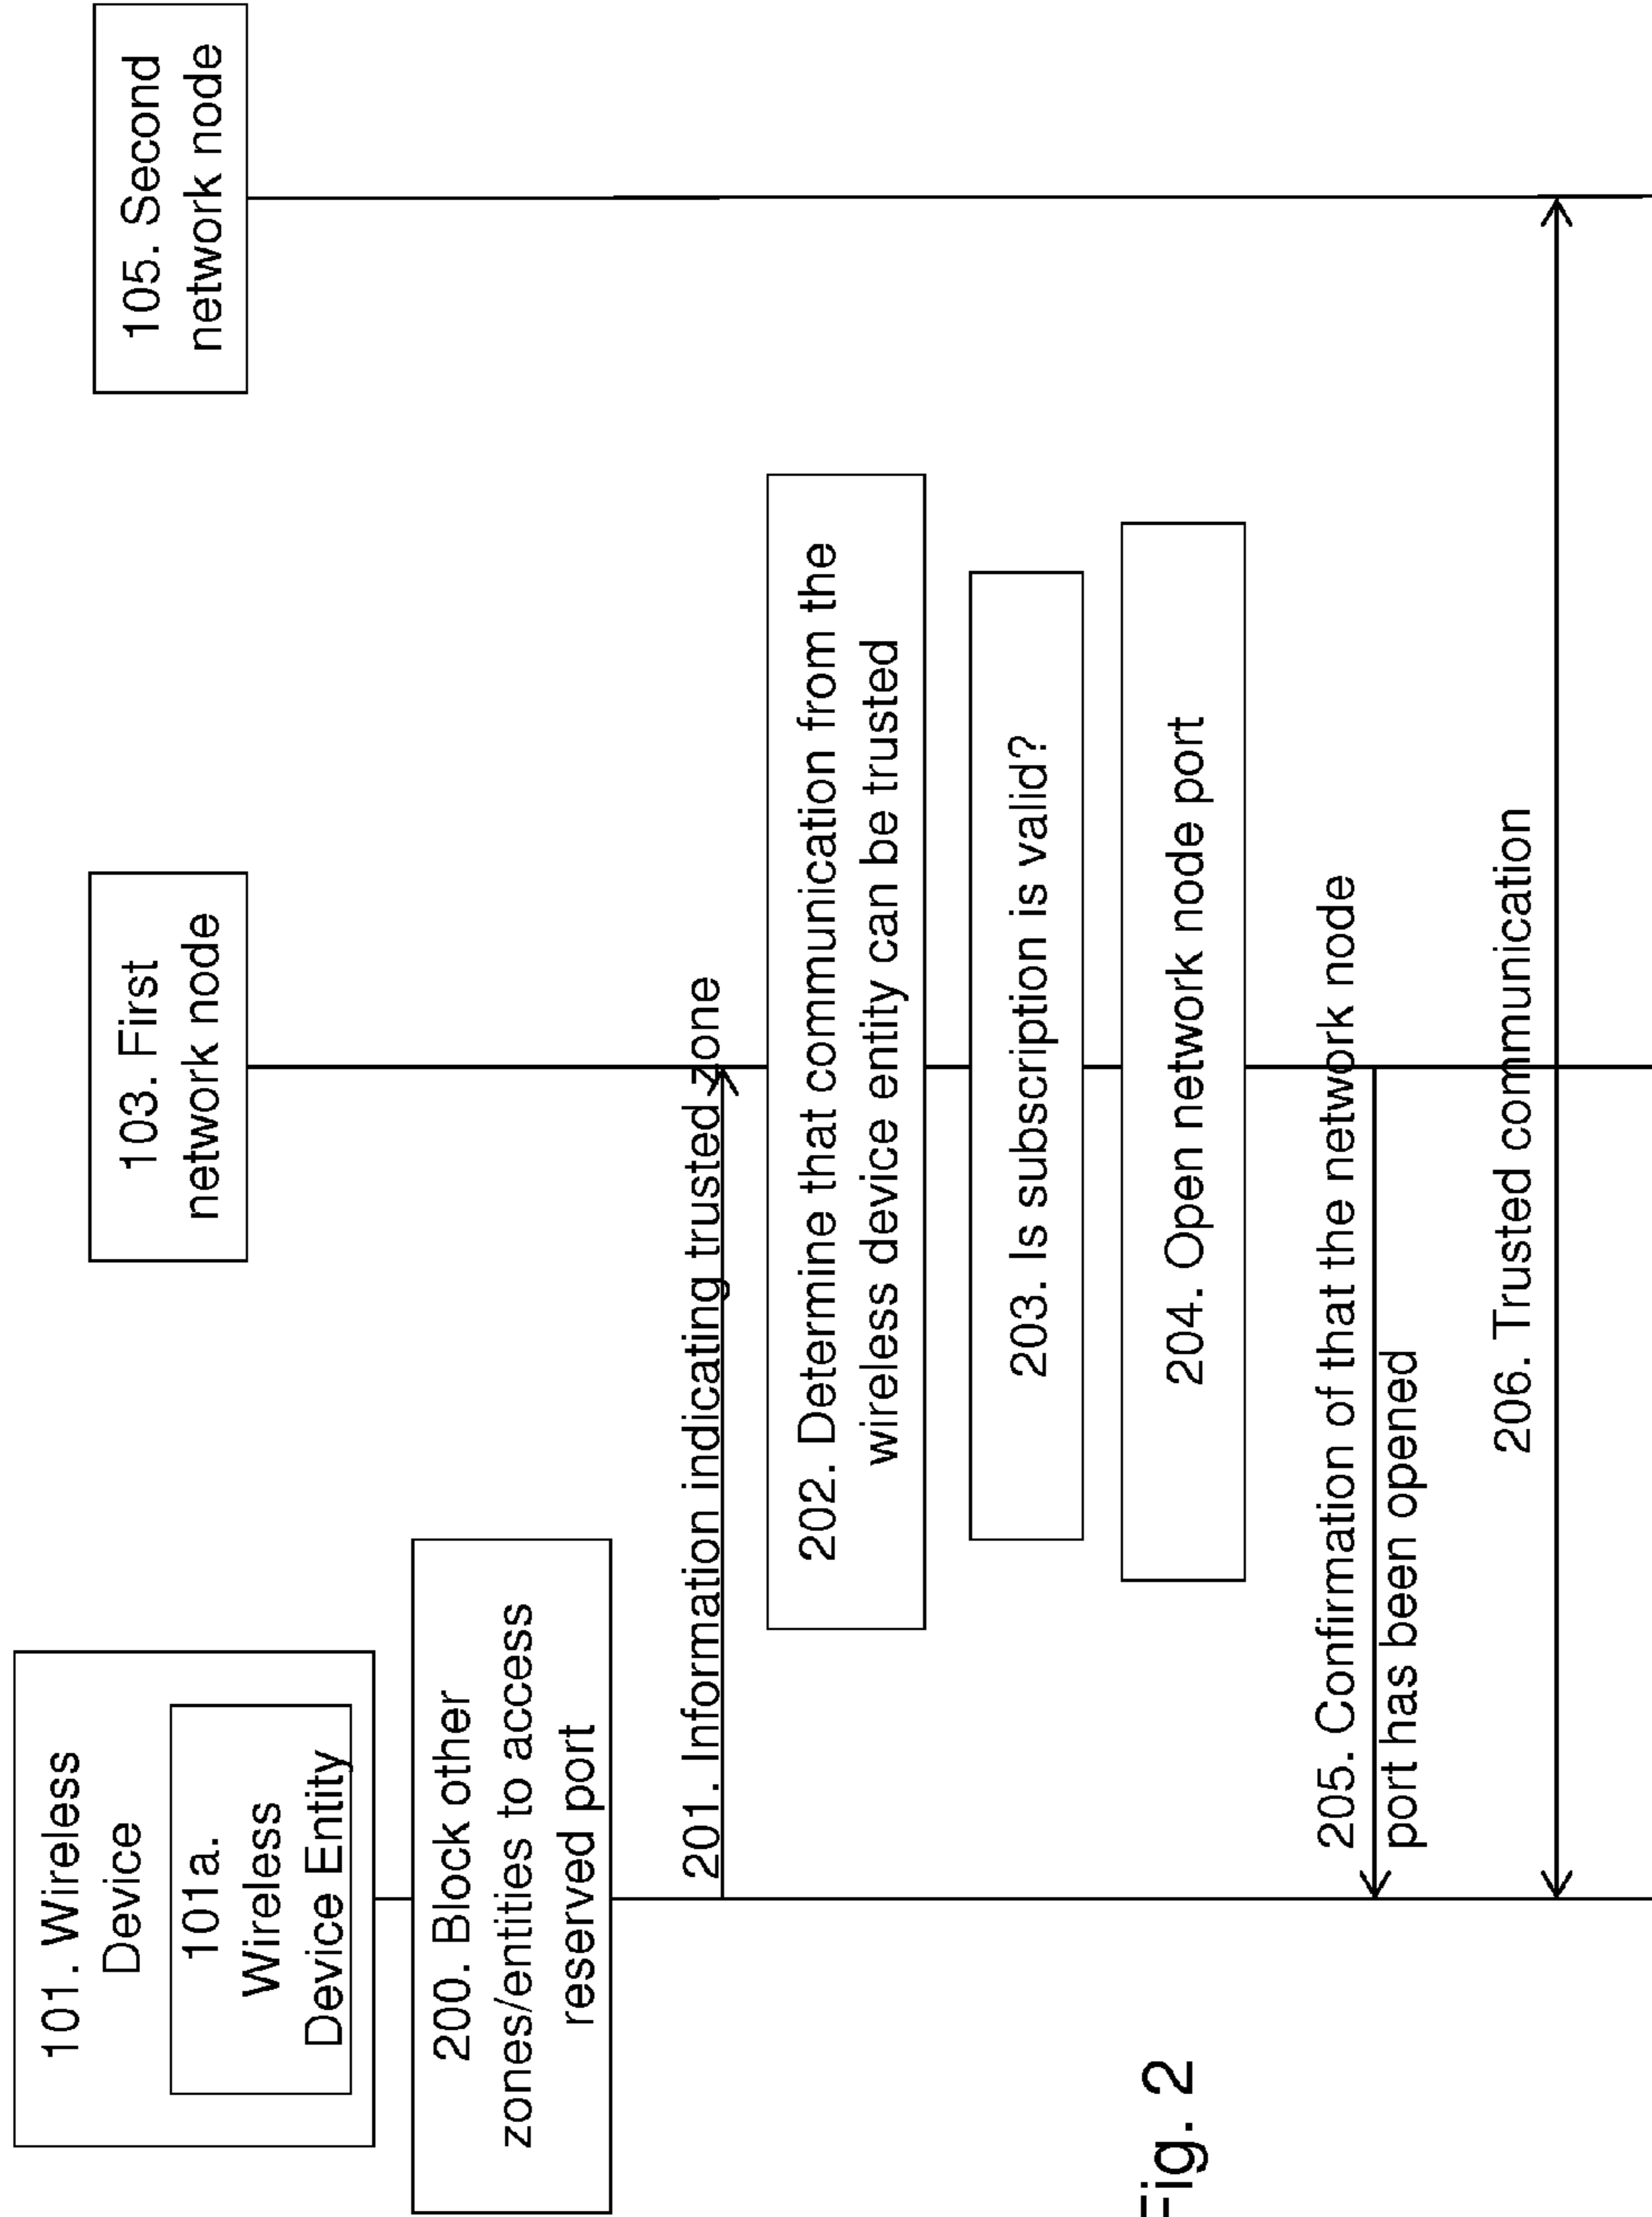 101. Wireless
Device
101a.
Wireless
Device Entity
103. First
network node
105. Second
network node
200. Block other
zones/entities to access
reserved port
201. Information indicating trusted zone
202. Determine that communication from the
wireless device entity can be trusted
203. Is subscription is valid?
204. Open network node port
205. Confirmation of that the network node
port has been opened
206. Trusted communication
Fig. 2